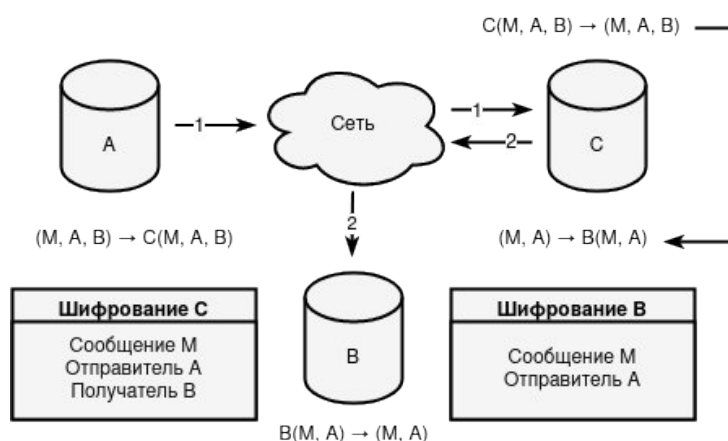 C(M, A, B) → (M, A, B)
A
1
Сеть
1
2
C
(M, A, B) → C(M, A, B)
2
(M, A) → B(M, A)
Шифрование C
Сообщение M
Отправитель A
Получатель B
B
Шифрование B
Сообщение M
Отправитель A
B(M, A) → (M, A)